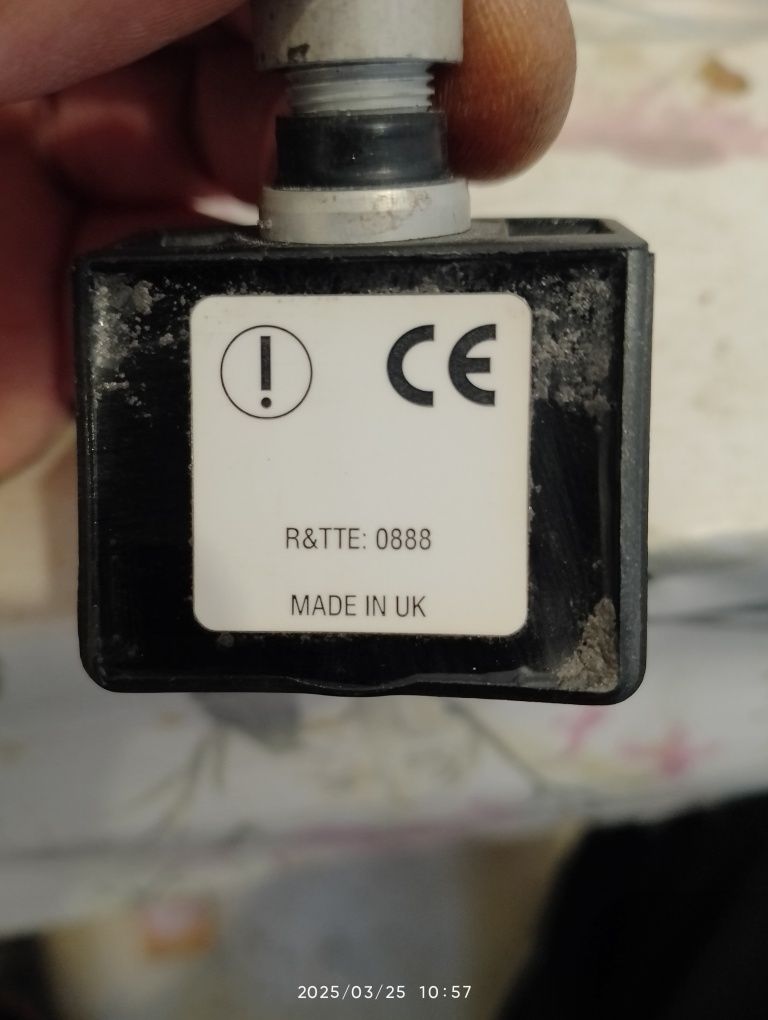 ! CE
R&TTE: 0888
MADE IN UK
2025/03/25 10:57